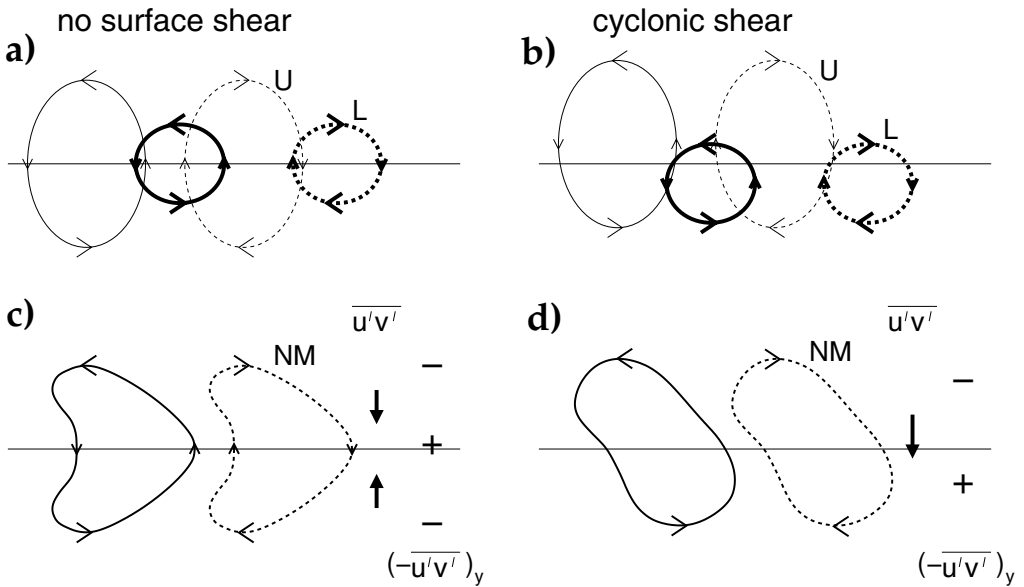 no surface shear
cyclonic shear
a)
b)
U
L
U
L
c)
d)
u'v'
u'v'
NM
NM
−
+
−
−
+
(−u'v')y
(−u'v')y